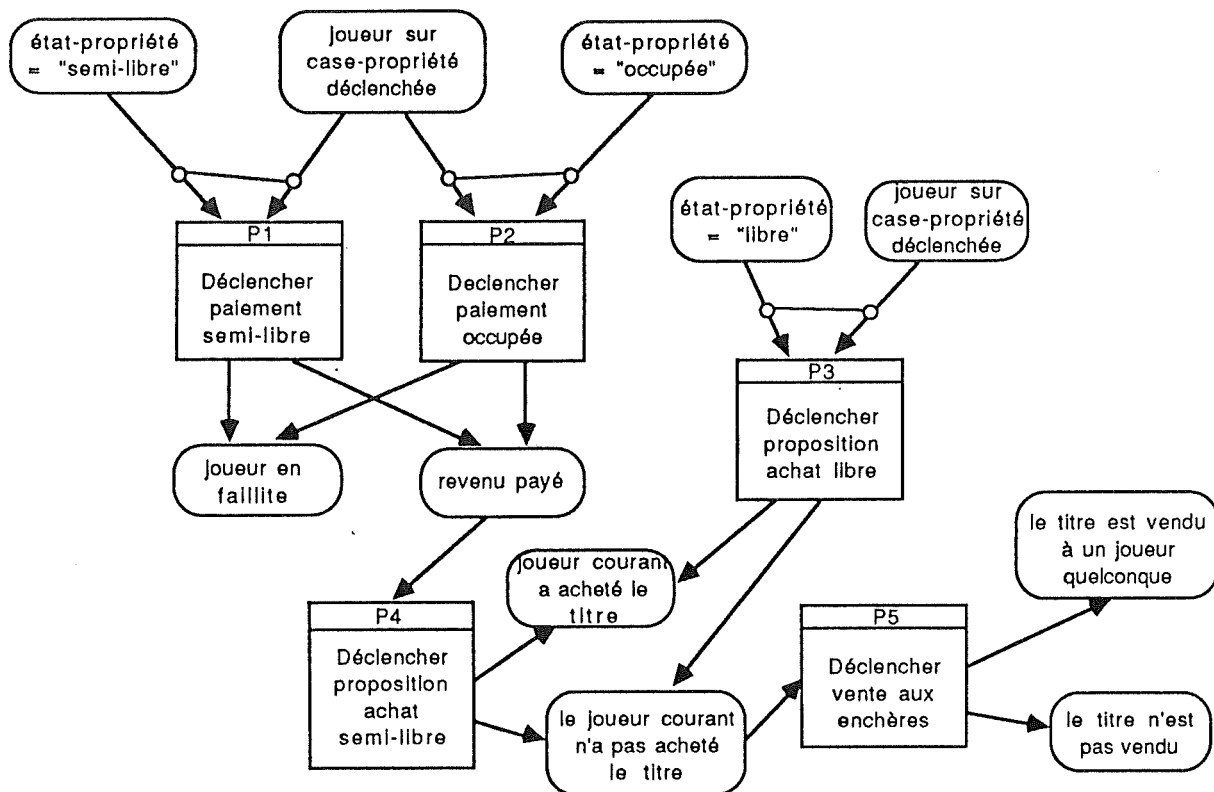 état-propriété
= "semi-libre"
joueur sur
case-propriété
déclenchée
état-propriété
= "occupée"
état-propriété
= "libre"
joueur sur
case-propriété
déclenchée
P1
Déclencher
paiement
semi-libre
P2
Declencher
paiement
occupée
P3
Déclencher
proposition
achat libre
joueur en
faillite
revenu payé
joueur courant
a acheté le
titre
le titre est vendu
à un joueur
quelconque
P4
Déclencher
proposition
achat
semi-libre
P5
Déclencher
vente aux
enchères
le joueur courant
n'a pas acheté
le titre
le titre n'est
pas vendu